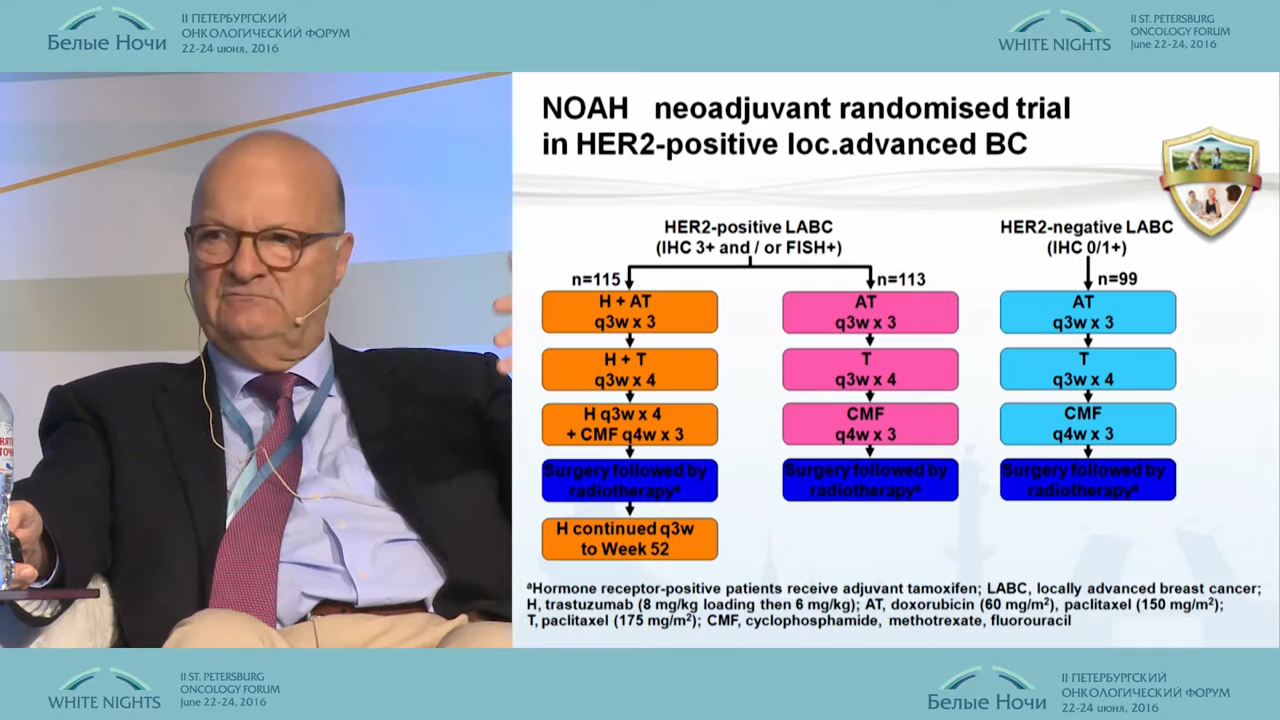 Белые Ночи
II ПЕТЕРБУРГСКИЙ
ОНКОЛОГИЧЕСКИЙ ФОРУМ
22-24 июня, 2016
WHITE NIGHTS
II ST. PETERSBURG
ONCOLOGY FORUM
June 22-24, 2016
NOAH neoadjuvant randomised trial
in HER2-positive loc.advanced BC
HER2-positive LABC
(IHC 3+ and / or FISH+)
HER2-negative LABC
(IHC 0/1+)
n=115
n=113
n=99
H + AT
q3w x 3
AT
q3w x 3
AT
q3w x 3
H + T
q3w x 4
T
q3w x 4
T
q3w x 4
H q3w x 4
+ CMF q4w x 3
CMF
q4w x 3
CMF
q4w x 3
Surgery followed by
radiotherapyª
Surgery followed by
radiotherapyª
Surgery followed by
radiotherapyª
H continued q3w
to Week 52
ªHormone receptor-positive patients receive adjuvant tamoxifen; LABC, locally advanced breast cancer;
H, trastuzumab (8 mg/kg loading then 6 mg/kg); AT, doxorubicin (60 mg/m²), paclitaxel (150 mg/m²);
T, paclitaxel (175 mg/m²); CMF, cyclophosphamide, methotrexate, fluorouracil
WHITE NIGHTS
II ST. PETERSBURG
ONCOLOGY FORUM
June 22-24, 2016
Белые Ночи
II ПЕТЕРБУРГСКИЙ
ОНКОЛОГИЧЕСКИЙ ФОРУМ
22-24 июня, 2016